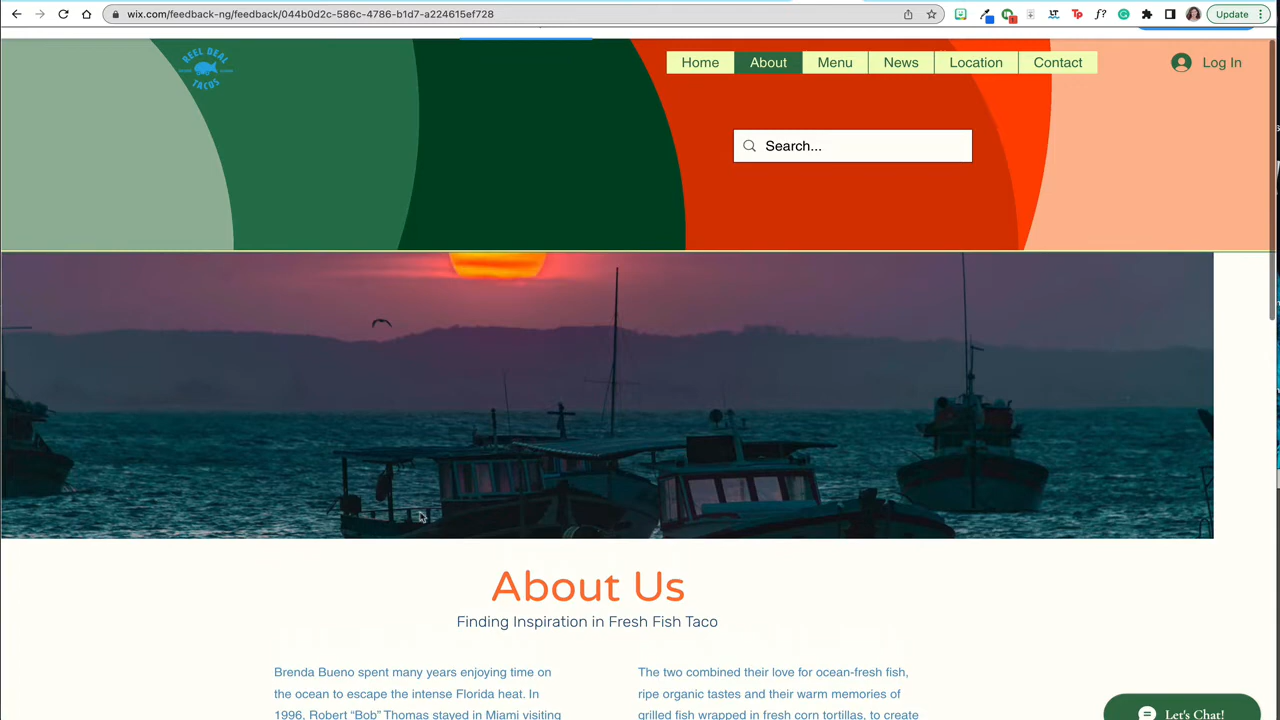 wix.com/feedback-ng/feedback/044b0d2c-586c-4786-b1d7-a224615ef728
Update
REEL DEAL
TACOS
Home
About
Menu
News
Location
Contact
Log In
Search...
About Us
Finding Inspiration in Fresh Fish Taco
Brenda Bueno spent many years enjoying time on
the ocean to escape the intense Florida heat. In
1996, Robert “Bob” Thomas stayed in Miami visiting
The two combined their love for ocean-fresh fish,
ripe organic tastes and their warm memories of
grilled fish wrapped in fresh corn tortillas, to create
Let's Chat!